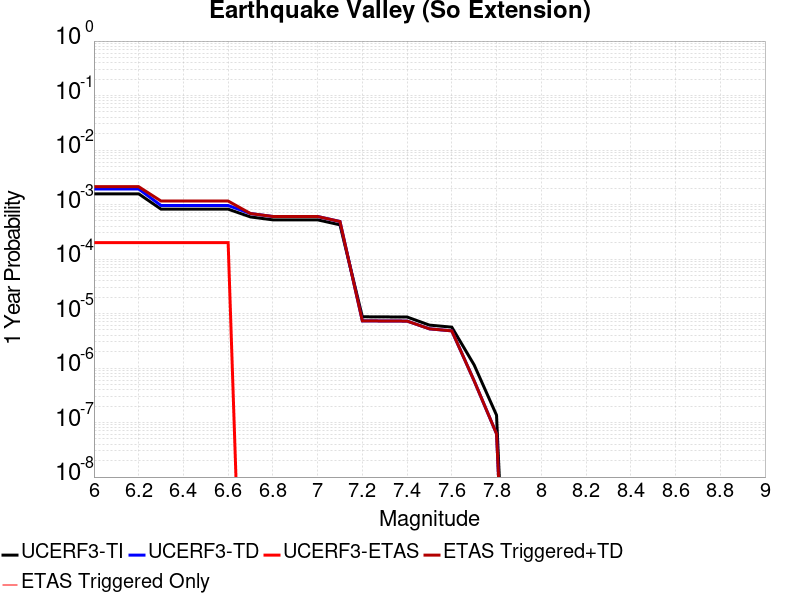 Earthquake Valley (So Extension)
10^0
10^-1
10^-2
10^-3
10^-4
10^-5
10^-6
10^-7
10^-8
1 Year Probability
6 6.2 6.4 6.6 6.8 7 7.2 7.4 7.6 7.8 8 8.2 8.4 8.6 8.8 9
Magnitude
UCERF3-TI UCERF3-TD UCERF3-ETAS ETAS Triggered+TD
ETAS Triggered Only